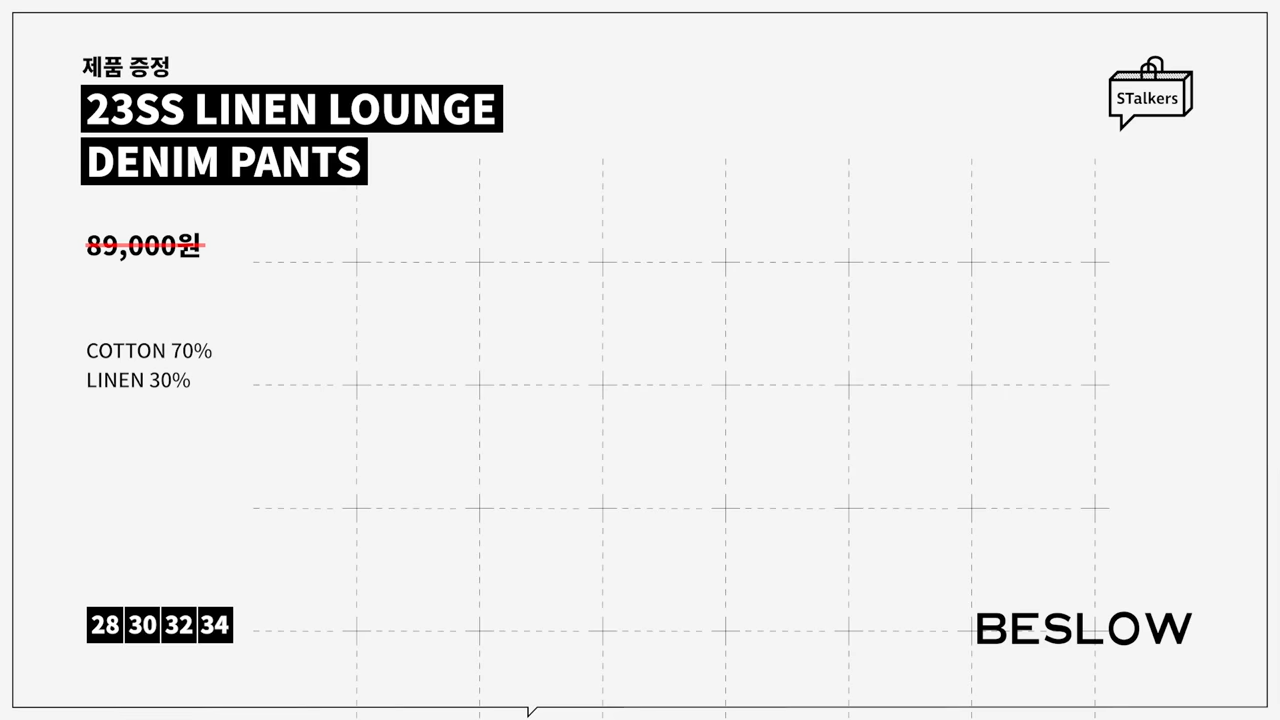 제품 증정
23SS LINEN LOUNGE
DENIM PANTS
STalkers
89,000원
COTTON 70%
LINEN 30%
28 30 32 34
BESLOW